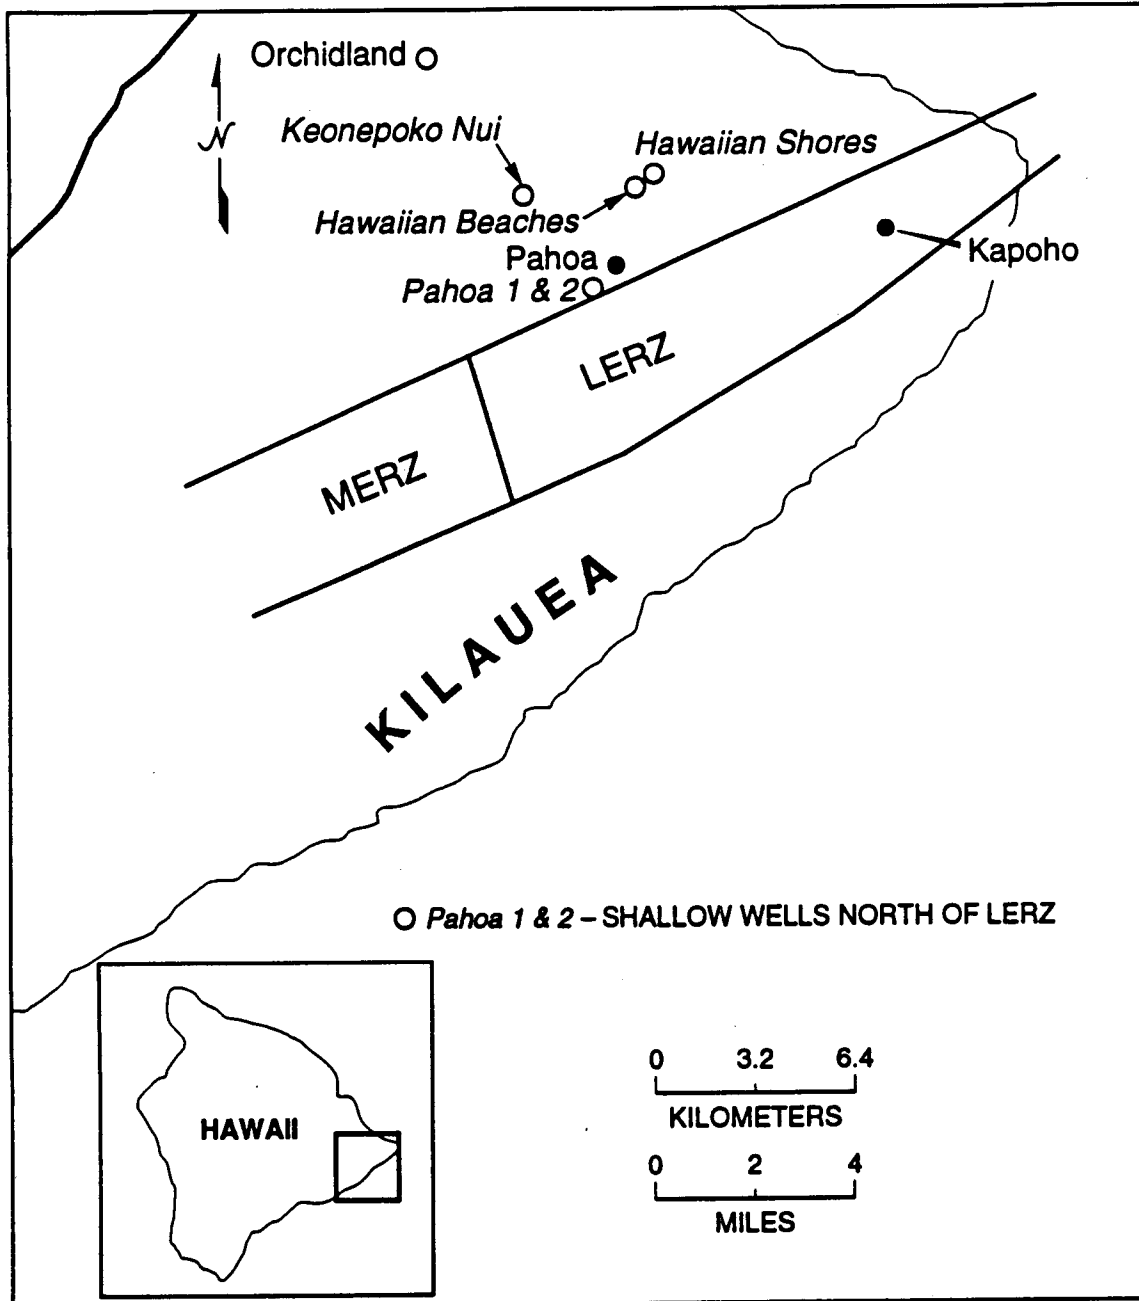 Orchidland
N
Keonepoko Nui
Hawaiian Shores
Hawaiian Beaches
Pahoa
Kapoho
Pahoa 1 & 2
LERZ
MERZ
KILAUEA
Pahoa 1 & 2 – SHALLOW WELLS NORTH OF LERZ
HAWAII
0 3.2 6.4
KILOMETERS
0 2 4
MILES